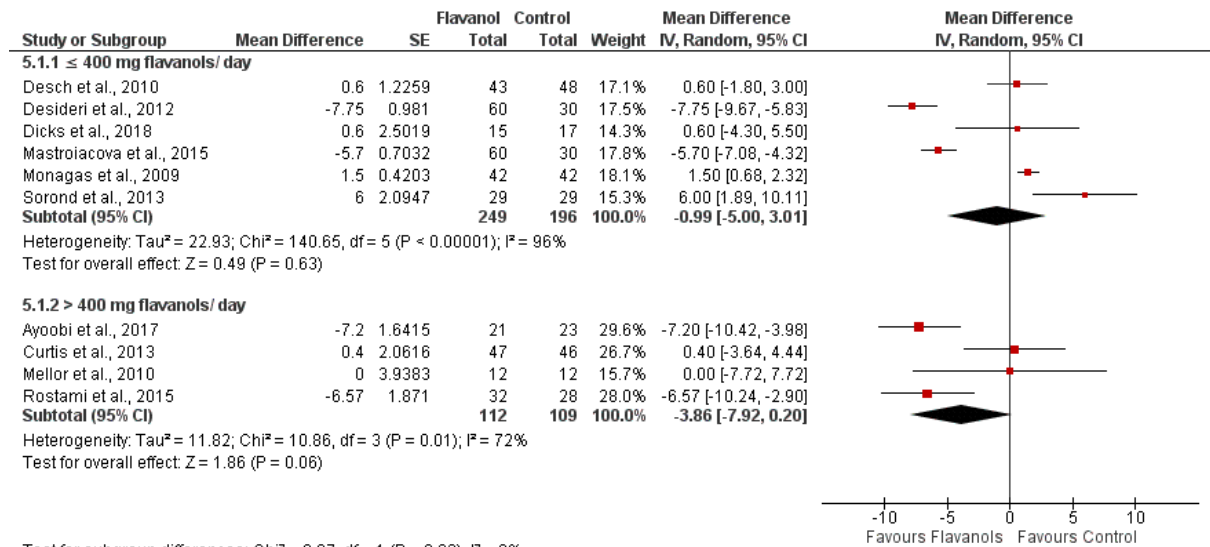 Flavanol Control Mean Difference Mean Difference
Study or Subgroup Mean Difference SE Total Total Weight IV, Random, 95% CI IV, Random, 95% CI
5.1.1 ≤ 400 mg flavanols/ day
Desch et al., 2010 0.6 1.2259 43 48 17.1% 0.60 [-1.80, 3.00]
Desideri et al., 2012 -7.75 0.981 60 30 17.5% -7.75 [-9.67, -5.83]
Dicks et al., 2018 0.6 2.5019 15 17 14.3% 0.60 [-4.30, 5.50]
Mastroiacova et al., 2015 -5.7 0.7032 60 30 17.8% -5.70 [-7.08, -4.32]
Monagas et al., 2009 1.5 0.4203 42 42 18.1% 1.50 [0.68, 2.32]
Sorond et al., 2013 6 2.0947 29 29 15.3% 6.00 [1.89, 10.11]
Subtotal (95% CI) 249 196 100.0% -0.99 [-5.00, 3.01]
Heterogeneity: Tau² = 22.93; Chi² = 140.65, df = 5 (P < 0.00001); I² = 96%
Test for overall effect: Z = 0.49 (P = 0.63)
5.1.2 > 400 mg flavanols/ day
Ayoobi et al., 2017 -7.2 1.6415 21 23 29.6% -7.20 [-10.42, -3.98]
Curtis et al., 2013 0.4 2.0616 47 46 26.7% 0.40 [-3.64, 4.44]
Mellor et al., 2010 0 3.9383 12 12 15.7% 0.00 [-7.72, 7.72]
Rostami et al., 2015 -6.57 1.871 32 28 28.0% -6.57 [-10.24, -2.90]
Subtotal (95% CI) 112 109 100.0% -3.86 [-7.92, 0.20]
Heterogeneity: Tau² = 11.82; Chi² = 10.86, df = 3 (P = 0.01); I² = 72%
Test for overall effect: Z = 1.86 (P = 0.06)
-10 -5 0 5 10
Favours Flavanols Favours Control
Test for subgroup differences: Chi² df = 1